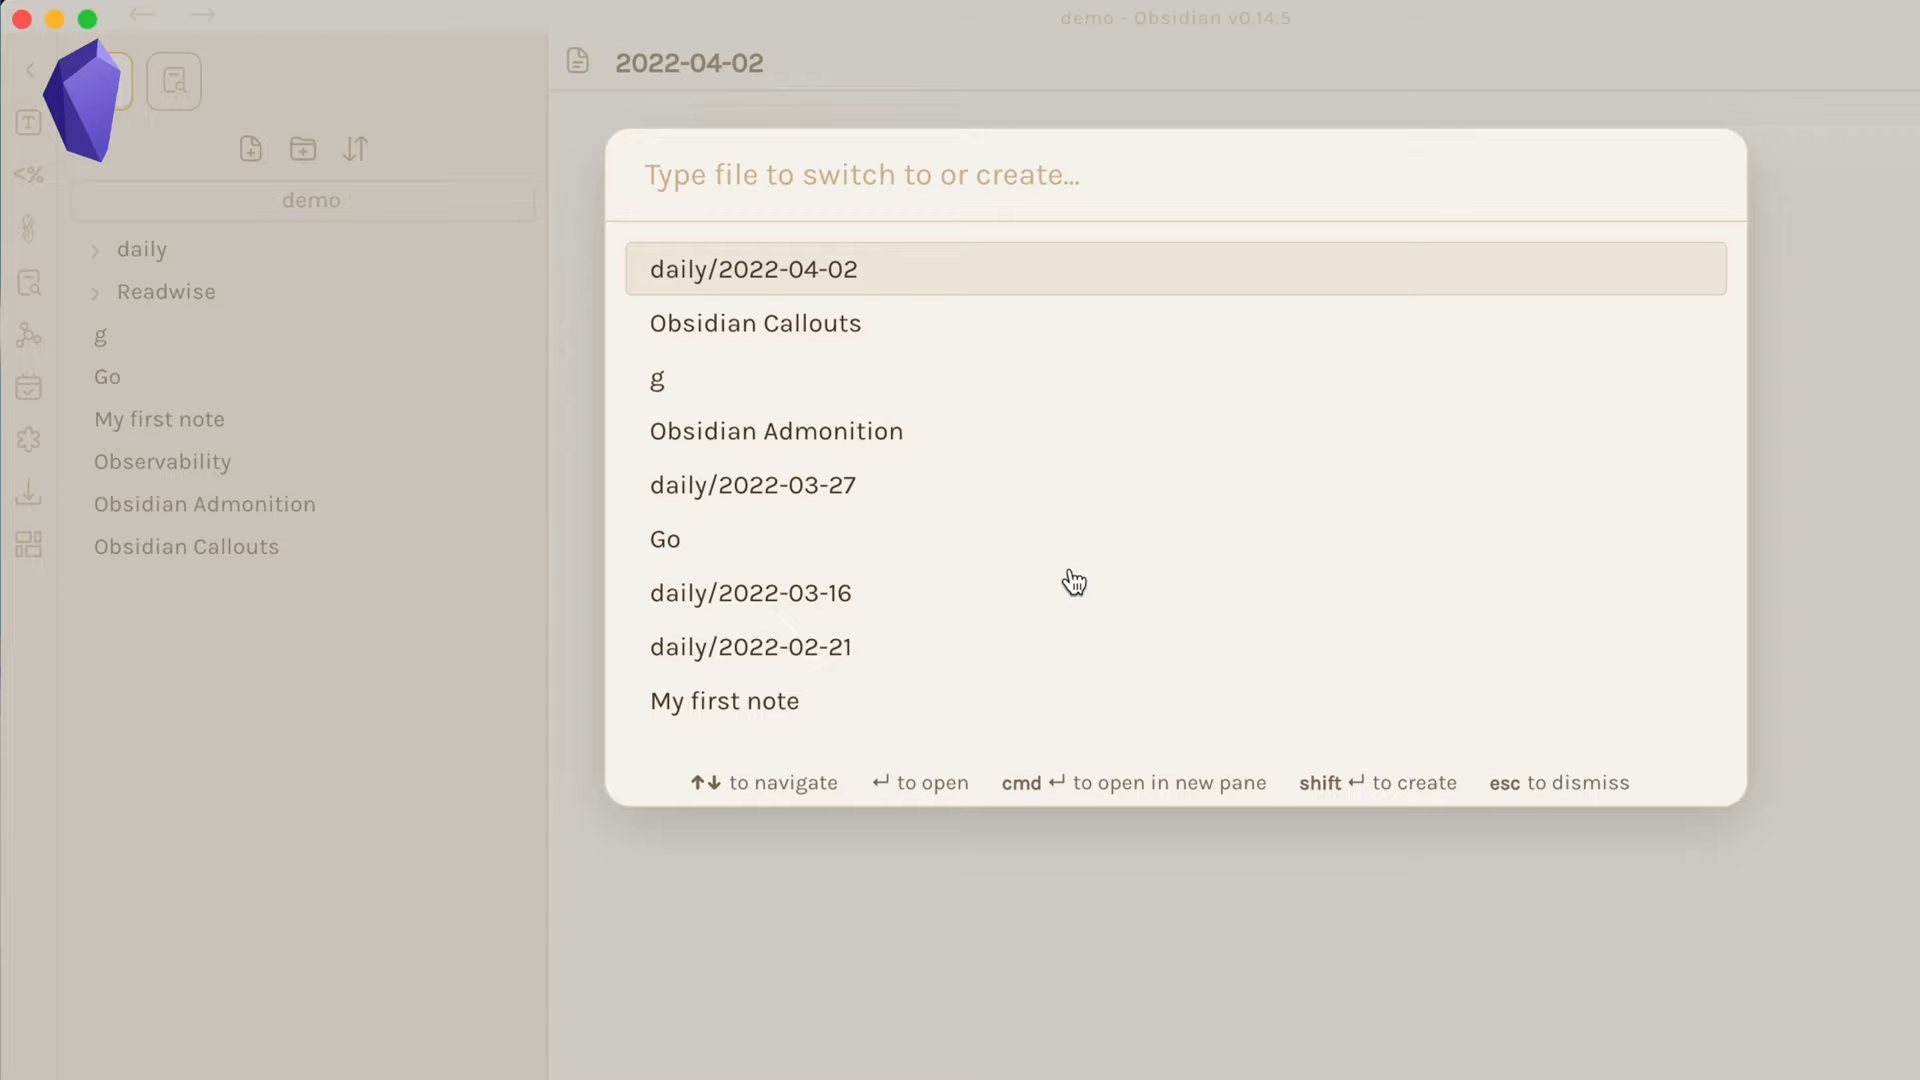 demo - Obsidian v0.14.5
2022-04-02
T
<%
demo
daily
Readwise
g
Go
My first note
Observability
Obsidian Admonition
Obsidian Callouts
Type file to switch to or create...
daily/2022-04-02
Obsidian Callouts
g
Obsidian Admonition
daily/2022-03-27
Go
daily/2022-03-16
daily/2022-02-21
My first note
↑↓ to navigate ↵ to open cmd ↵ to open in new pane shift ↵ to create esc to dismiss